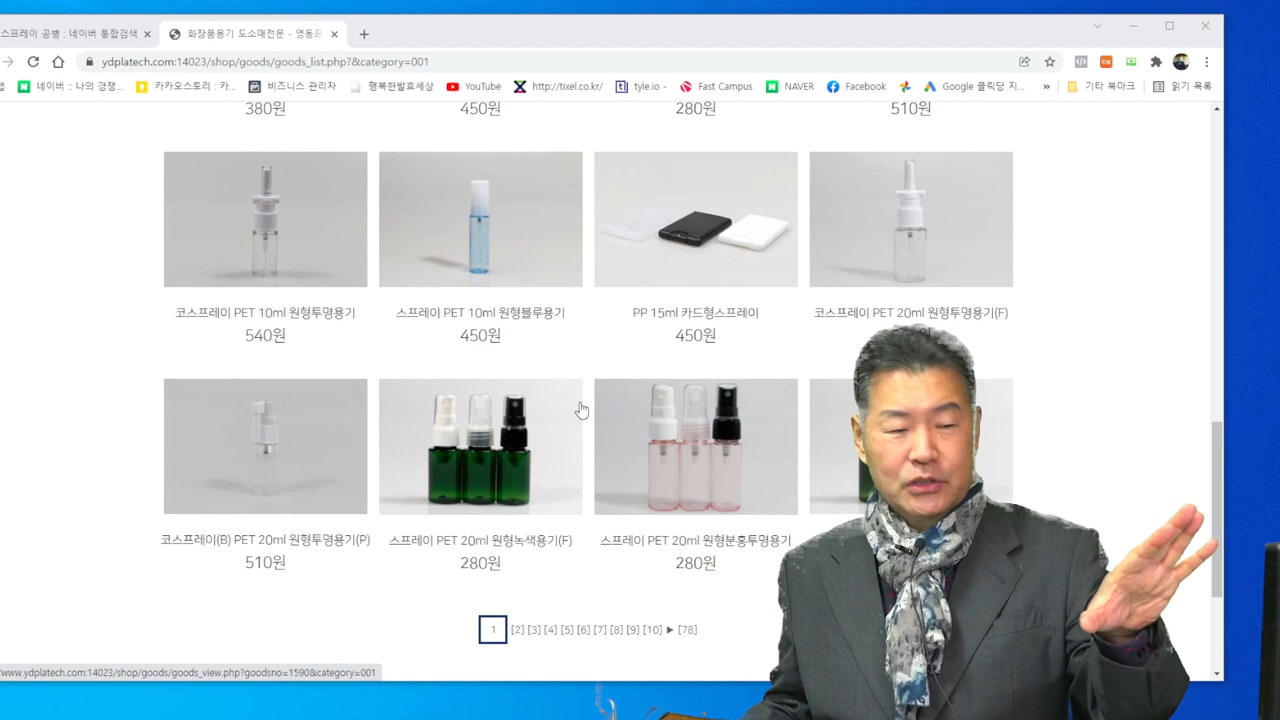 스프레이 공병 : 네이버 통합검색
화장품용기 도소매전문 - 영동프
ydplatech.com:14023/shop/goods/goods_list.php?&category=001
네이버 :: 나의 경쟁...
카카오스토리 : 카...
비즈니스 관리자
행복한발효세상
YouTube
http://tixel.co.kr/
tyle.io -
Fast Campus
NAVER
Facebook
Google 클릭당 지...
»
기타 북마크
읽기 목록
380원
450원
280원
510원
코스프레이 PET 10ml 원형투명용기
스프레이 PET 10ml 원형블루용기
PP 15ml 카드형스프레이
코스프레이 PET 20ml 원형투명용기(F)
540원
450원
450원
코스프레이(B) PET 20ml 원형투명용기(P)
스프레이 PET 20ml 원형녹색용기(F)
스프레이 PET 20ml 원형분홍투명용기
510원
280원
280원
1 [2] [3] [4] [5] [6] [7] [8] [9] [10] ▶ [78]
www.ydplatech.com:14023/shop/goods/goods_view.php?goodsno=1590&category=001